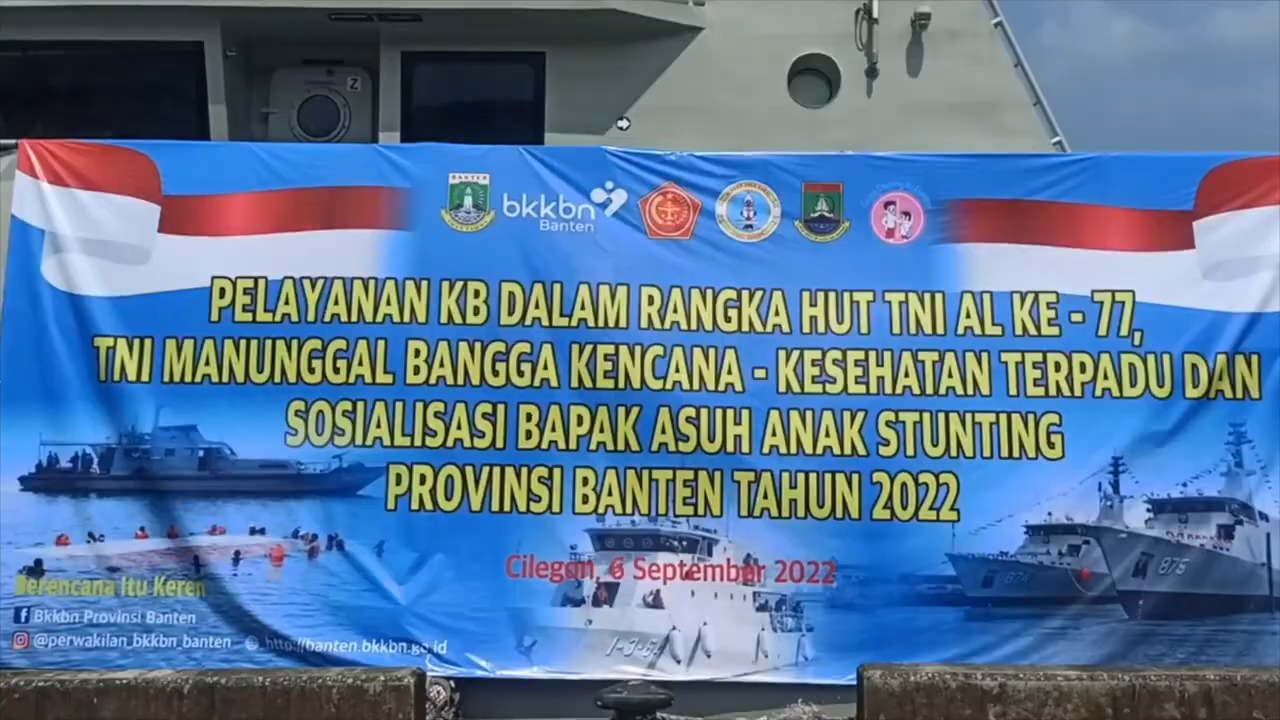 Z
BANTEN
bkkbn
Banten
PELAYANAN KB DALAM RANGKA HUT TNI AL KE - 77,
TNI MANUNGGAL BANGGA KENCANA - KESEHATAN TERPADU DAN
SOSIALISASI BAPAK ASUH ANAK STUNTING
PROVINSI BANTEN TAHUN 2022
Cilegon, 6 September 2022
874
875
Berencana Itu Keren
Bkkbn Provinsi Banten
@perwakilan_bkkbn_banten http://banten.bkkbn.go.id